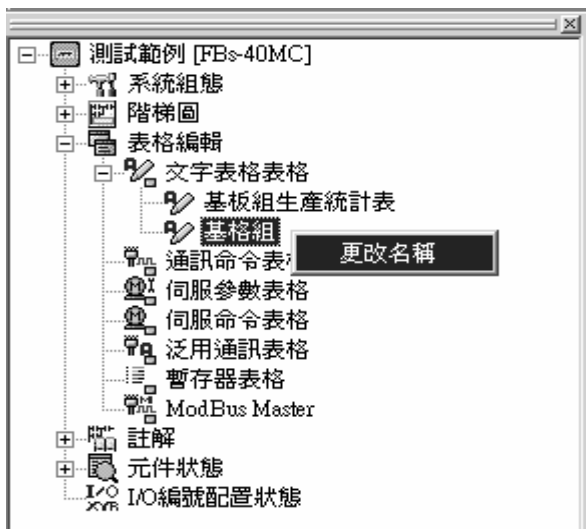 測試範例 [FBs-40MC]
系統組態
階梯圖
表格編輯
文字表格表格
基板組生產統計表
基格組
更改名稱
通訊命令表
伺服參數表格
伺服命令表格
泛用通訊表格
暫存器表格
ModBus Master
註解
元件狀態
I/O編號配置狀態